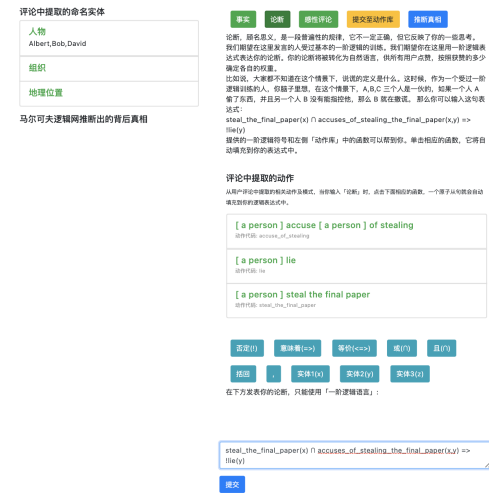 评论中提取的命名实体
人物
Albert,Bob,David
组织
地理位置
马尔可夫逻辑网推断出的背后真相
事实
论断
感性评论
提交至动作库
推断真相
论断，顾名思义，是一段普遍性的规律，它不一定正确，但它反映了你的一些思考。
我们期望在这里发言的人受过基本的一阶逻辑的训练。我们期望你在这里用一阶逻辑表
达式表达你的论断。你的论断将被转化为自然语言，供所有用户点赞，按照获赞的多少
确定各自的权重。
比如说，大家都不知道在这个情景下，说谎的定义是什么。这时候，作为一个受过一阶
逻辑训练的人，你脑子里想，在这个情景下，A,B,C 三个人是一伙的，如果一个人 A
偷了东西，并且另一个人 B 没有能指控他，那么 B 就在撒谎。 那么你可以输入这句表
达式：
steal_the_final_paper(x) ⋂ accuses_of_stealing_the_final_paper(x,y) =>
!lie(y)
提供的一阶逻辑符号和左侧「动作库」中的函数可以帮到你。单击相应的函数，它将自
动填充到你的表达式中。
评论中提取的动作
从用户评论中提取的相关动作及模式，当你输入「论断」时，点击下面相应的函数，一个原子从句就会自动
填充到你的逻辑表达式中。
[ a person ] accuse [ a person ] of stealing
动作代码: accuse_of_stealing
[ a person ] lie
动作代码: lie
[ a person ] steal the final paper
动作代码: steal_the_final_paper
否定(!)
意味着(=>)
等价(<=>)
或(⋂)
且(⋂)
括回
,
实体1(x)
实体2(y)
实体3(z)
在下方发表你的论断，只能使用「一阶逻辑语言」:
steal_the_final_paper(x) ⋂ accuses_of_stealing_the_final_paper(x,y) =>
!lie(y)
提交